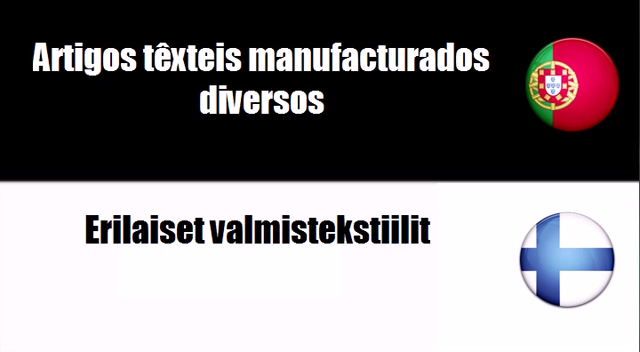 Artigos têxteis manufacturados
diversos
Erilaiset valmistekstiilit